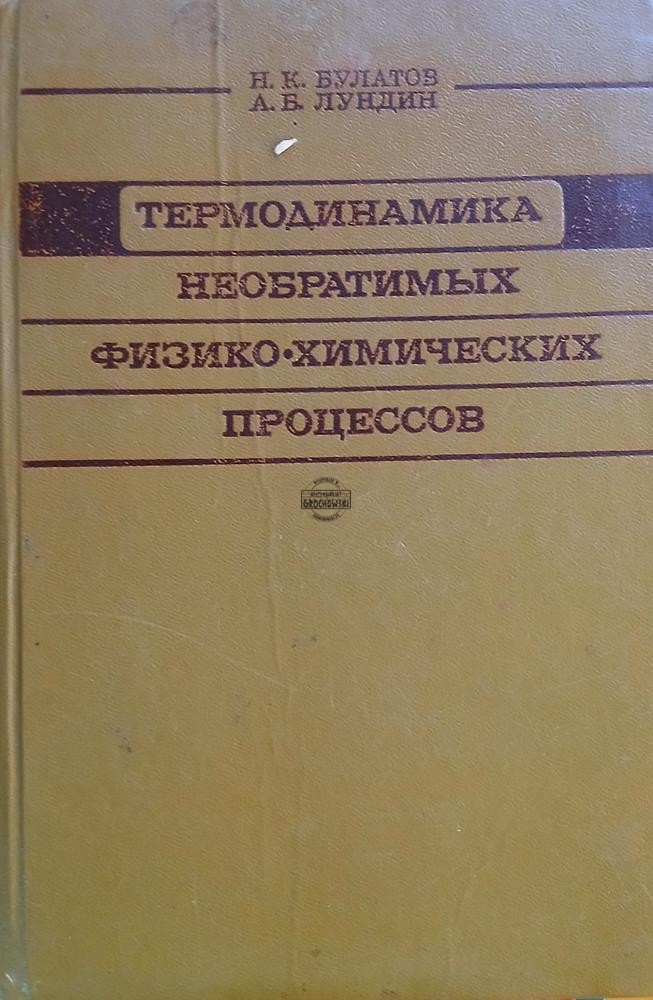 Н. К. БУЛАТОВ
А. Б. ЛУНДИН
ТЕРМОДИНАМИКА
НЕОБРАТИМЫХ
ФИЗИКО·ХИМИЧЕСКИХ
ПРОЦЕССОВ
GROCHOWSKI